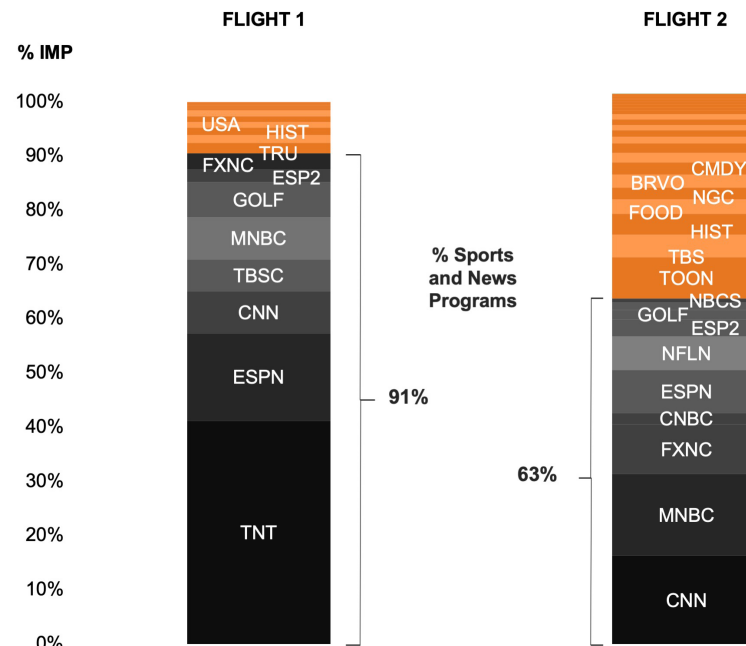 FLIGHT 1
FLIGHT 2
% IMP
100%
90%
80%
70%
60%
50%
40%
30%
20%
10%
0%
USA
HIST
TRU
FXNC
ESP2
GOLF
MNBC
TBSC
CNN
ESPN
TNT
91%
% Sports
and News
Programs
63%
CMDY
BRVO
NGC
FOOD
HIST
TBS
TOON
NBCS
GOLF
ESP2
NFLN
ESPN
CNBC
FXNC
MNBC
CNN